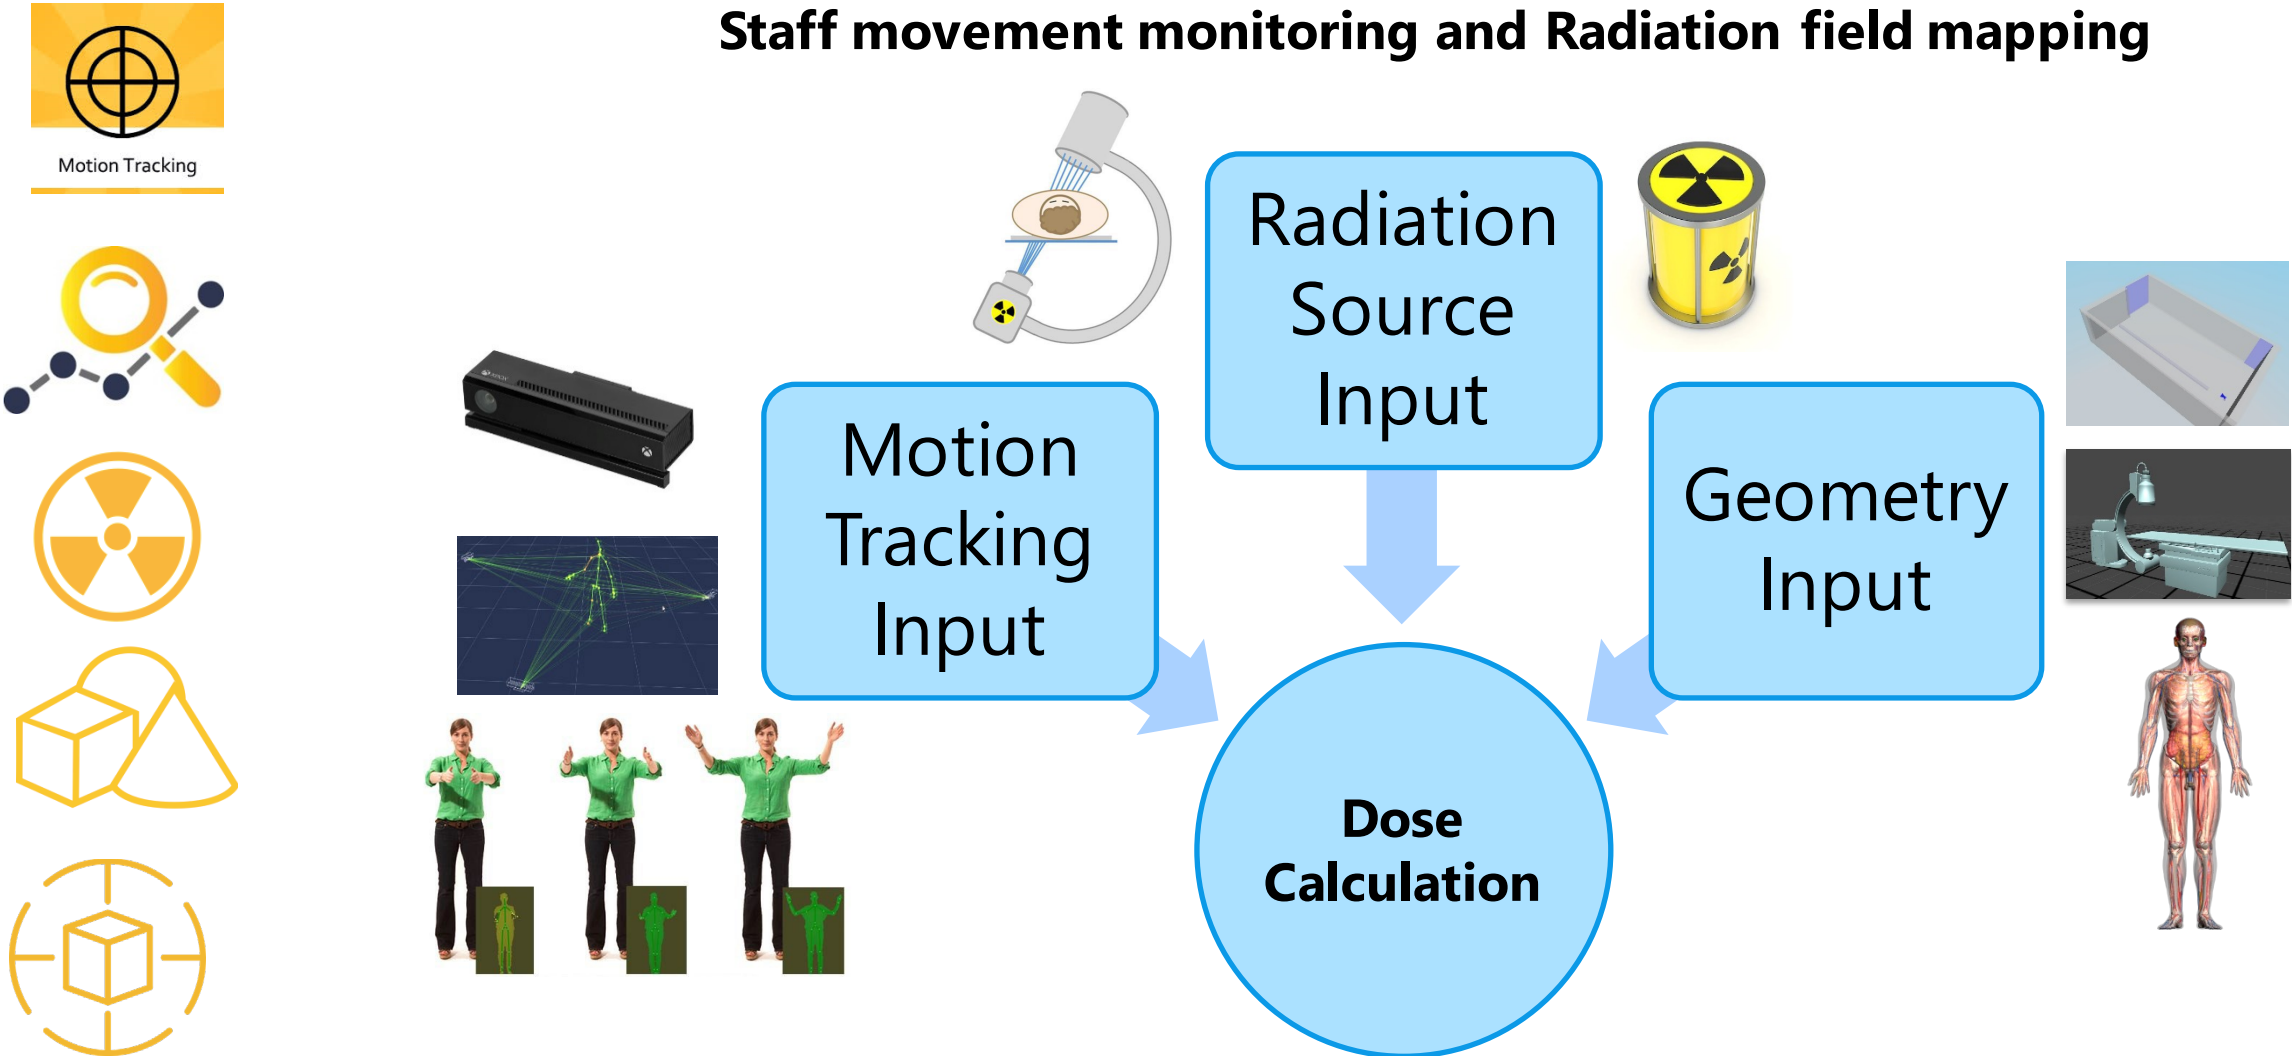 Staff movement monitoring and Radiation field mapping
Motion Tracking
Radiation
Source
Input
Motion
Tracking
Input
Geometry
Input
Dose
Calculation
XBOX